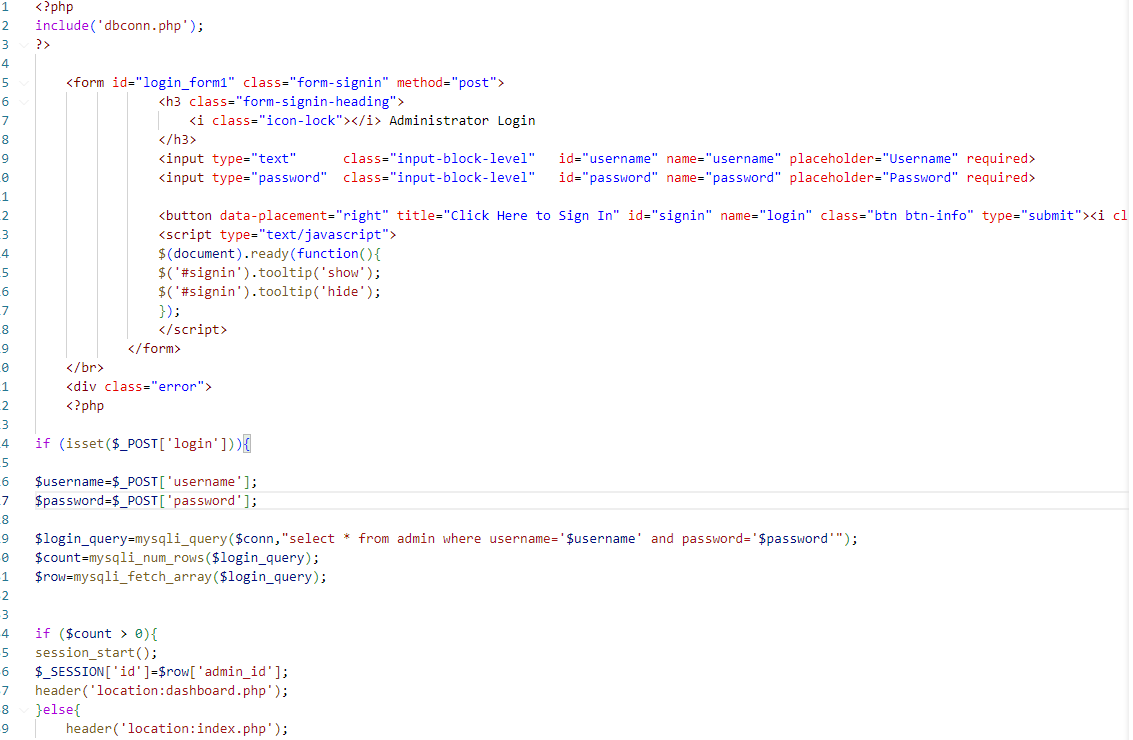 1 <?php
2 include('dbconn.php');
3 ?>
4
5 <form id="login_form1" class="form-signin" method="post">
6 <h3 class="form-signin-heading">
7 <i class="icon-lock"></i> Administrator Login
8 </h3>
9 <input type="text" class="input-block-level" id="username" name="username" placeholder="Username" required>
0 <input type="password" class="input-block-level" id="password" name="password" placeholder="Password" required>
1
2 <button data-placement="right" title="Click Here to Sign In" id="signin" name="login" class="btn btn-info" type="submit"><i cl
3 <script type="text/javascript">
4 $(document).ready(function(){
5 $('#signin').tooltip('show');
6 $('#signin').tooltip('hide');
7 });
8 </script>
9 </form>
0 </br>
1 <div class="error">
2 <?php
3
4 if (isset($_POST['login'])){
5
6 $username=$_POST['username'];
7 $password=$_POST['password'];
8
9 $login_query=mysqli_query($conn,"select * from admin where username='$username' and password='$password'");
0 $count=mysqli_num_rows($login_query);
1 $row=mysqli_fetch_array($login_query);
2
3
4 if ($count > 0){
5 session_start();
6 $_SESSION['id']=$row['admin_id'];
7 header('location:dashboard.php');
8 }else{
9 header('location:index.php');